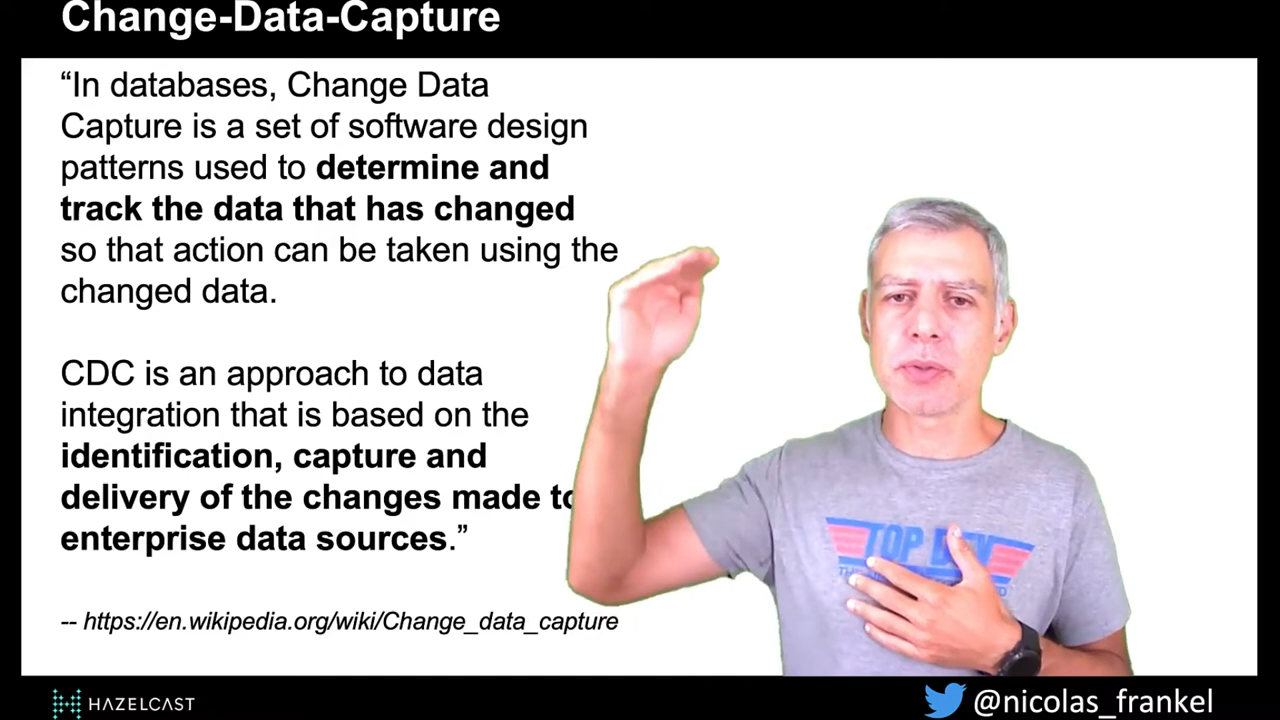 Change-Data-Capture
“In databases, Change Data
Capture is a set of software design
patterns used to determine and
track the data that has changed
so that action can be taken using the
changed data.
CDC is an approach to data
integration that is based on the
identification, capture and
delivery of the changes made to
enterprise data sources.”
-- https://en.wikipedia.org/wiki/Change_data_capture
TOP DEV
HAZELCAST
@nicolas_frankel